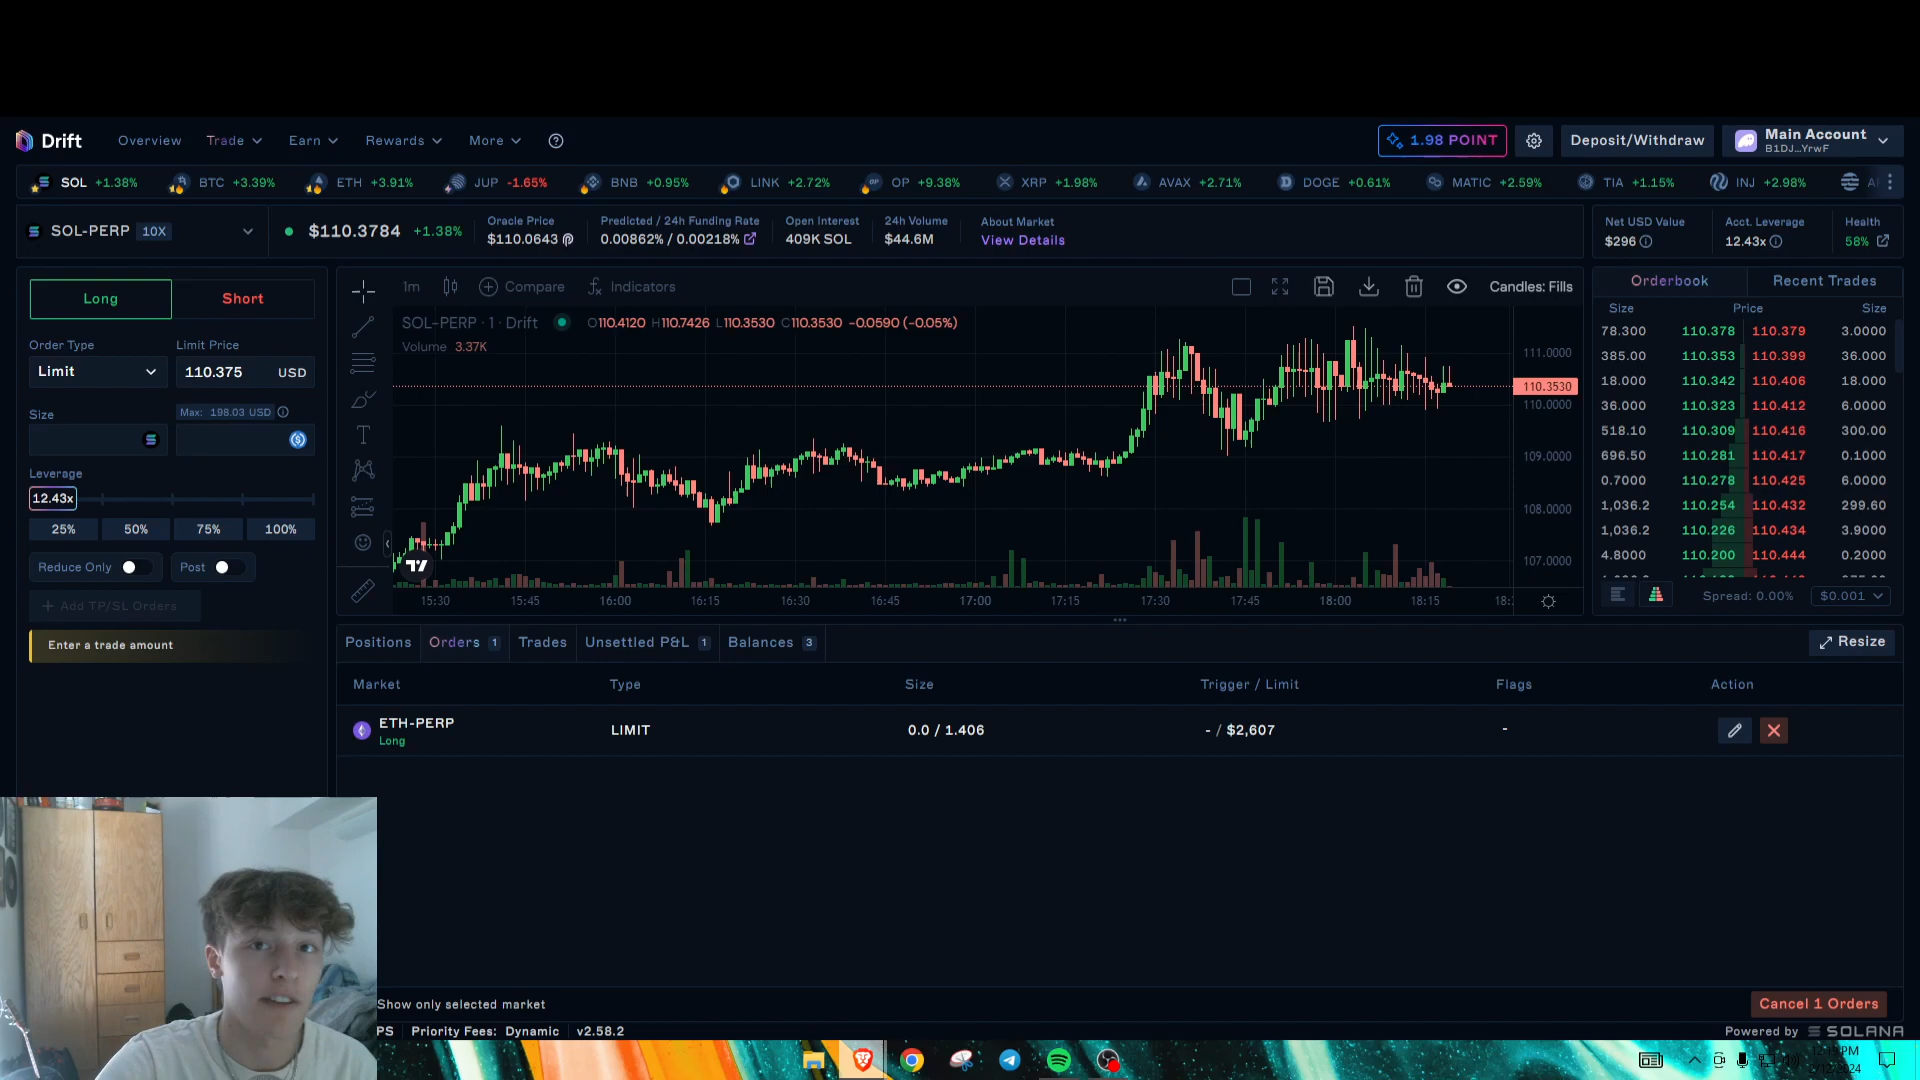 Drift Overview Trade Earn Rewards More 1.98 POINT Deposit/Withdraw Main Account
B1DJ...YrwF
SOL +1.38% BTC +3.39% ETH +3.91% JUP -1.65% BNB +0.95% LINK +2.72% OP +9.38% XRP +1.98% AVAX +2.71% DOGE +0.61% MATIC +2.59% TIA +1.15% INJ +2.98%
SOL-PERP 10X $110.3784 +1.38%
Oracle Price Predicted / 24h Funding Rate Open Interest 24h Volume About Market
$110.0643 0.00862% / 0.00218% 409K SOL $44.6M View Details
Net USD Value Acct. Leverage Health
$296 12.43x 58%
Long Short
Order Type Limit Price
Limit 110.375 USD
Size Max: 198.03 USD
Leverage
12.43x
25% 50% 75% 100%
Reduce Only Post
+ Add TP/SL Orders
Enter a trade amount
1m Compare Indicators Candles: Fills
SOL-PERP · 1 · Drift O110.4120 H110.7426 L110.3530 C110.3530 -0.0590 (-0.05%)
Volume 3.37K
111.0000
110.3530
110.0000
109.0000
108.0000
107.0000
15:30 15:45 16:00 16:15 16:30 16:45 17:00 17:15 17:30 17:45 18:00 18:15
Orderbook Recent Trades
Size Price Size
78.300 110.378 110.379 3.0000
385.00 110.353 110.399 36.000
18.000 110.342 110.406 18.000
36.000 110.323 110.412 6.0000
518.10 110.309 110.416 300.00
696.50 110.281 110.417 0.1000
0.7000 110.278 110.425 6.0000
1,036.2 110.254 110.432 299.60
1,036.2 110.226 110.434 3.9000
4.8000 110.200 110.444 0.2000
Spread: 0.00% $0.001
Positions Orders 1 Trades Unsettled P&L 1 Balances 3 Resize
Market Type Size Trigger / Limit Flags Action
ETH-PERP LIMIT 0.0 / 1.406 - / $2,607 -
Long
Show only selected market Cancel 1 Orders
PS Priority Fees: Dynamic v2.58.2 Powered by SOLANA